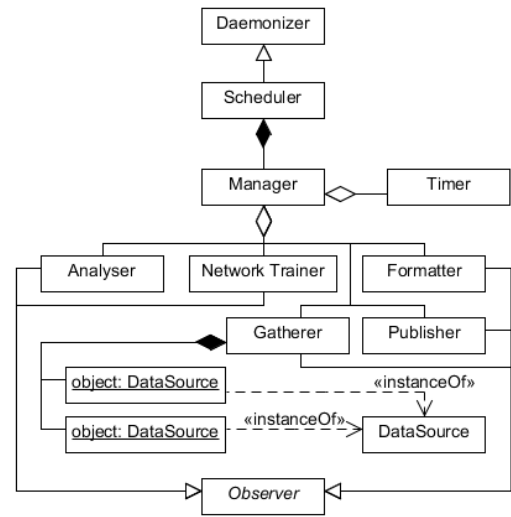 Daemonizer
Scheduler
Manager
Timer
Analyser
Network Trainer
Formatter
Gatherer
Publisher
object: DataSource
«instanceOf»
object: DataSource
«instanceOf»
DataSource
Observer